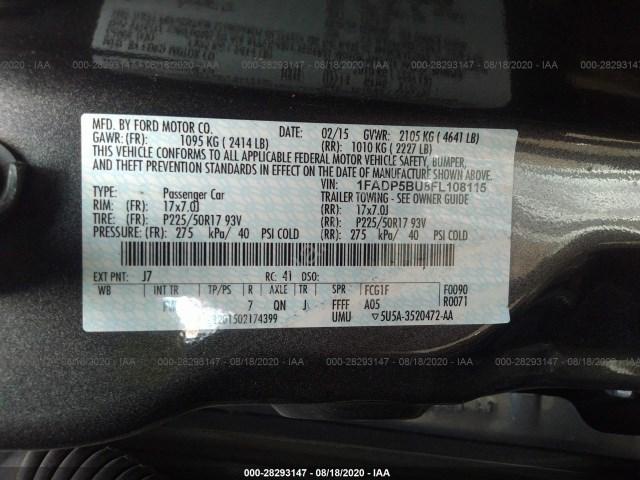 000-28293147 - 08/18/2020 - IAA
MFD. BY FORD MOTOR CO.
DATE: 02/15 GVWR: 2105 KG ( 4641 LB)
GAWR: (FR): 1095 KG ( 2414 LB) (RR): 1010 KG ( 2227 LB)
THIS VEHICLE CONFORMS TO ALL APPLICABLE FEDERAL MOTOR VEHICLE SAFETY, BUMPER,
AND THEFT PREVENTION STANDARDS IN EFFECT ON THE DATE OF MANUFACTURE SHOWN ABOVE.
VIN: 1FADP5BU8FL108115
TYPE: Passenger Car TRAILER TOWING - SEE OWNER GUIDE
RIM: (FR): 17x7.0J (RR): 17x7.0J
TIRE: (FR): P225/50R17 93V (RR): P225/50R17 93V
PRESSURE: (FR) 275 kPa/ 40 PSI COLD (RR): 275 kPa/ 40 PSI COLD
EXT PNT: J7 RC: 41 DSO:
WB INT TR TP/PS R AXLE TR SPR FCG1F F0090
7 QN J FFFF A05 R0071
UMU ▽5U5A-3520472-AA
000-28293147 - 08/18/2020 - IAA